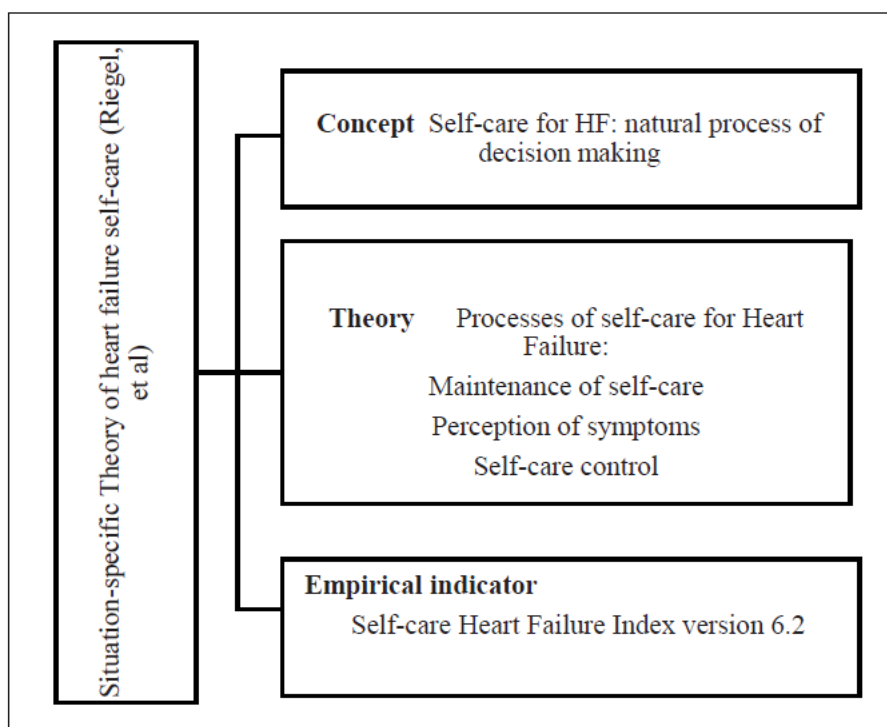 Situation-specific Theory of heart failure self-care (Riegel,
et al)
Concept Self-care for HF: natural process of
decision making
Theory Processes of self-care for Heart
Failure:
Maintenance of self-care
Perception of symptoms
Self-care control
Empirical indicator
Self-care Heart Failure Index version 6.2